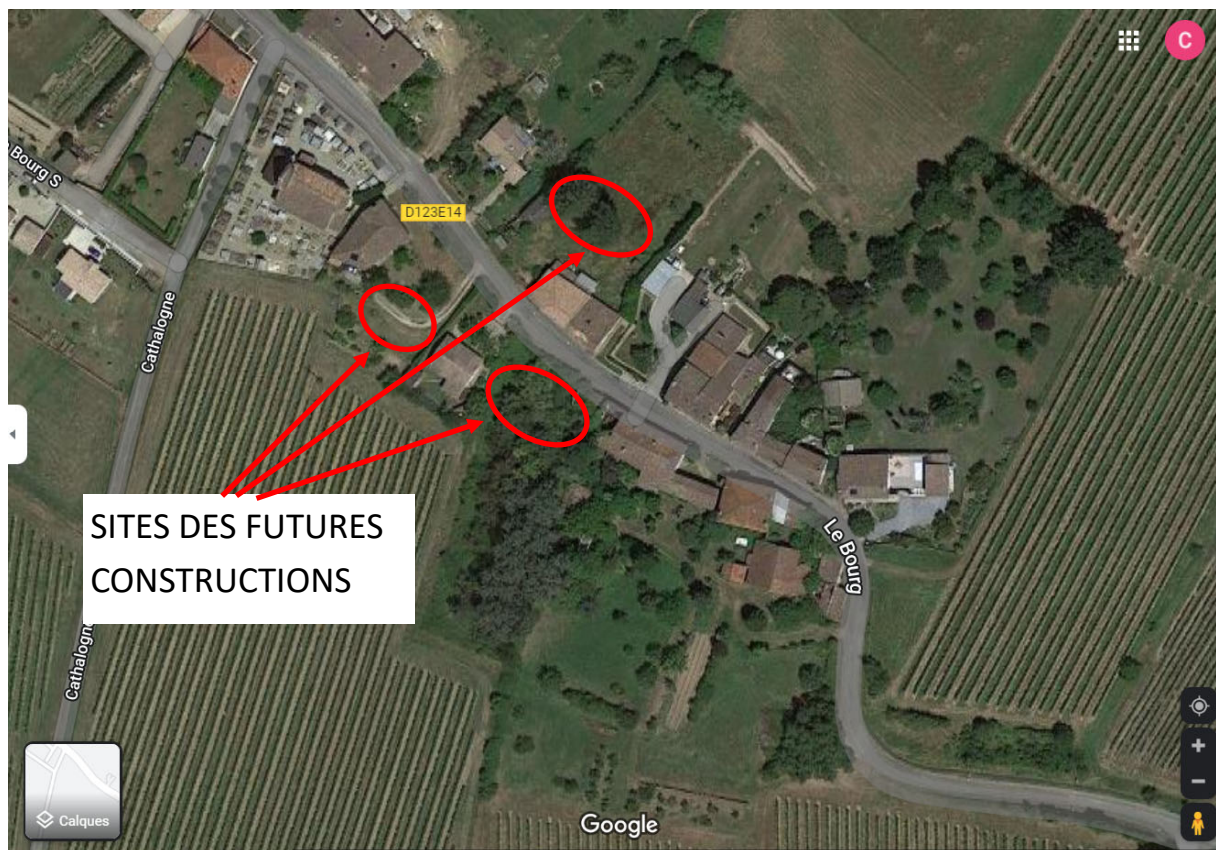 C
Bourg S
D123E14
Cathalogne
SITES DES FUTURES
CONSTRUCTIONS
Le Bourg
Cathalogne
Calques
Google